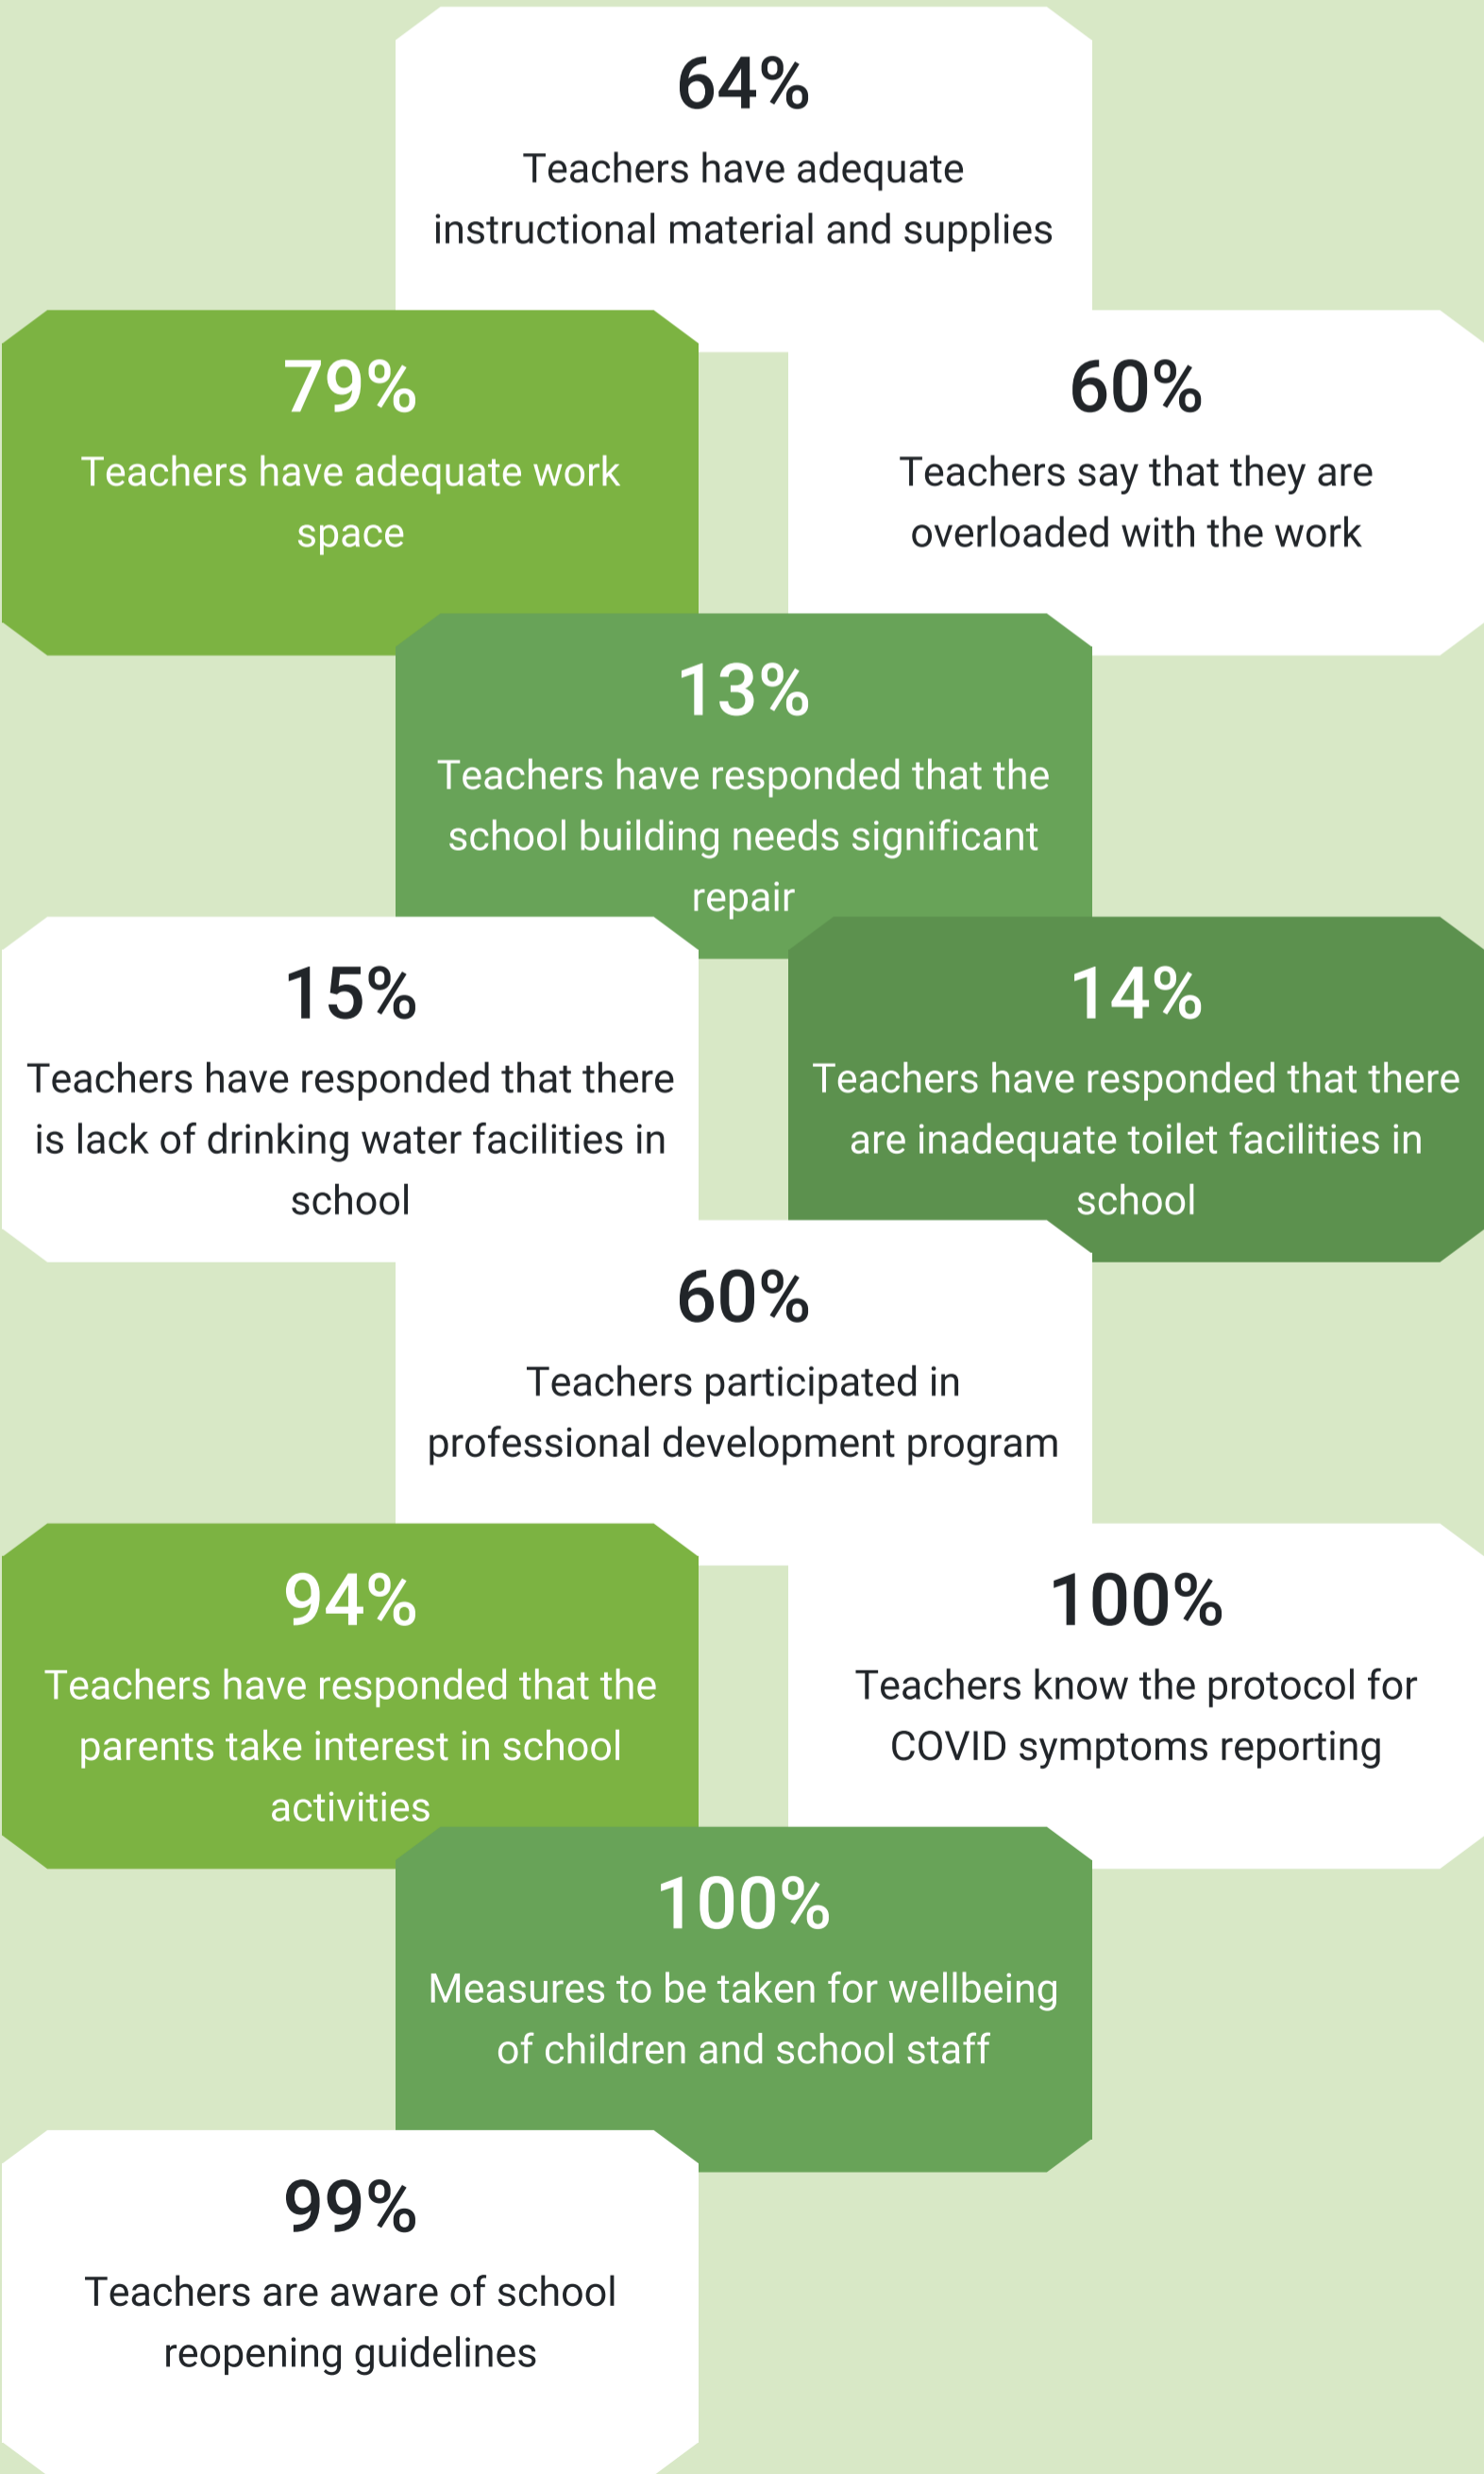 64%
Teachers have adequate
instructional material and supplies
79%
Teachers have adequate work
space
60%
Teachers say that they are
overloaded with the work
13%
Teachers have responded that the
school building needs significant
repair
15%
Teachers have responded that there
is lack of drinking water facilities in
school
14%
Teachers have responded that there
are inadequate toilet facilities in
school
60%
Teachers participated in
professional development program
94%
Teachers have responded that the
parents take interest in school
activities
100%
Teachers know the protocol for
COVID symptoms reporting
100%
Measures to be taken for wellbeing
of children and school staff
99%
Teachers are aware of school
reopening guidelines